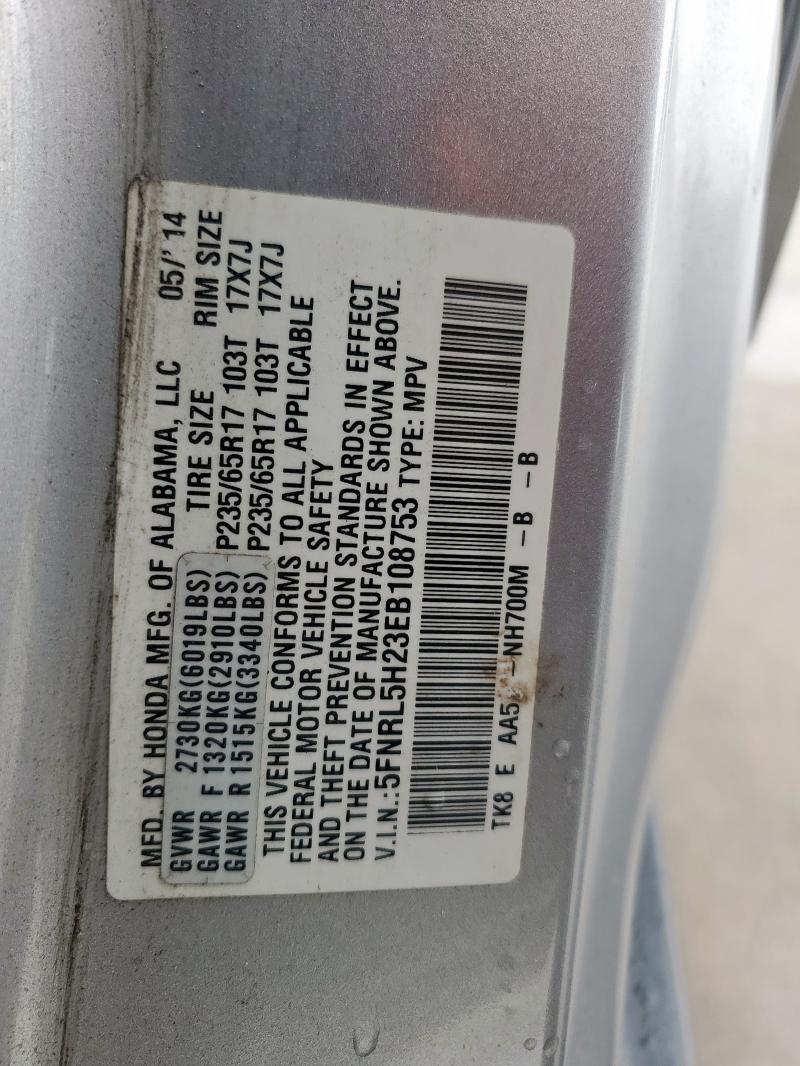 MFD. BY HONDA MFG. OF ALABAMA, LLC 05/'14
GVWR 2730KG(6019LBS) TIRE SIZE RIM SIZE
GAWR F 1320KG(2910LBS) P235/65R17 103T 17X7J
GAWR R 1515KG(3340LBS) P235/65R17 103T 17X7J
THIS VEHICLE CONFORMS TO ALL APPLICABLE
FEDERAL MOTOR VEHICLE SAFETY
AND THEFT PREVENTION STANDARDS IN EFFECT
ON THE DATE OF MANUFACTURE SHOWN ABOVE.
V.I.N.:5FNRL5H23EB108753 TYPE: MPV
TK8 E NH700M -B -B